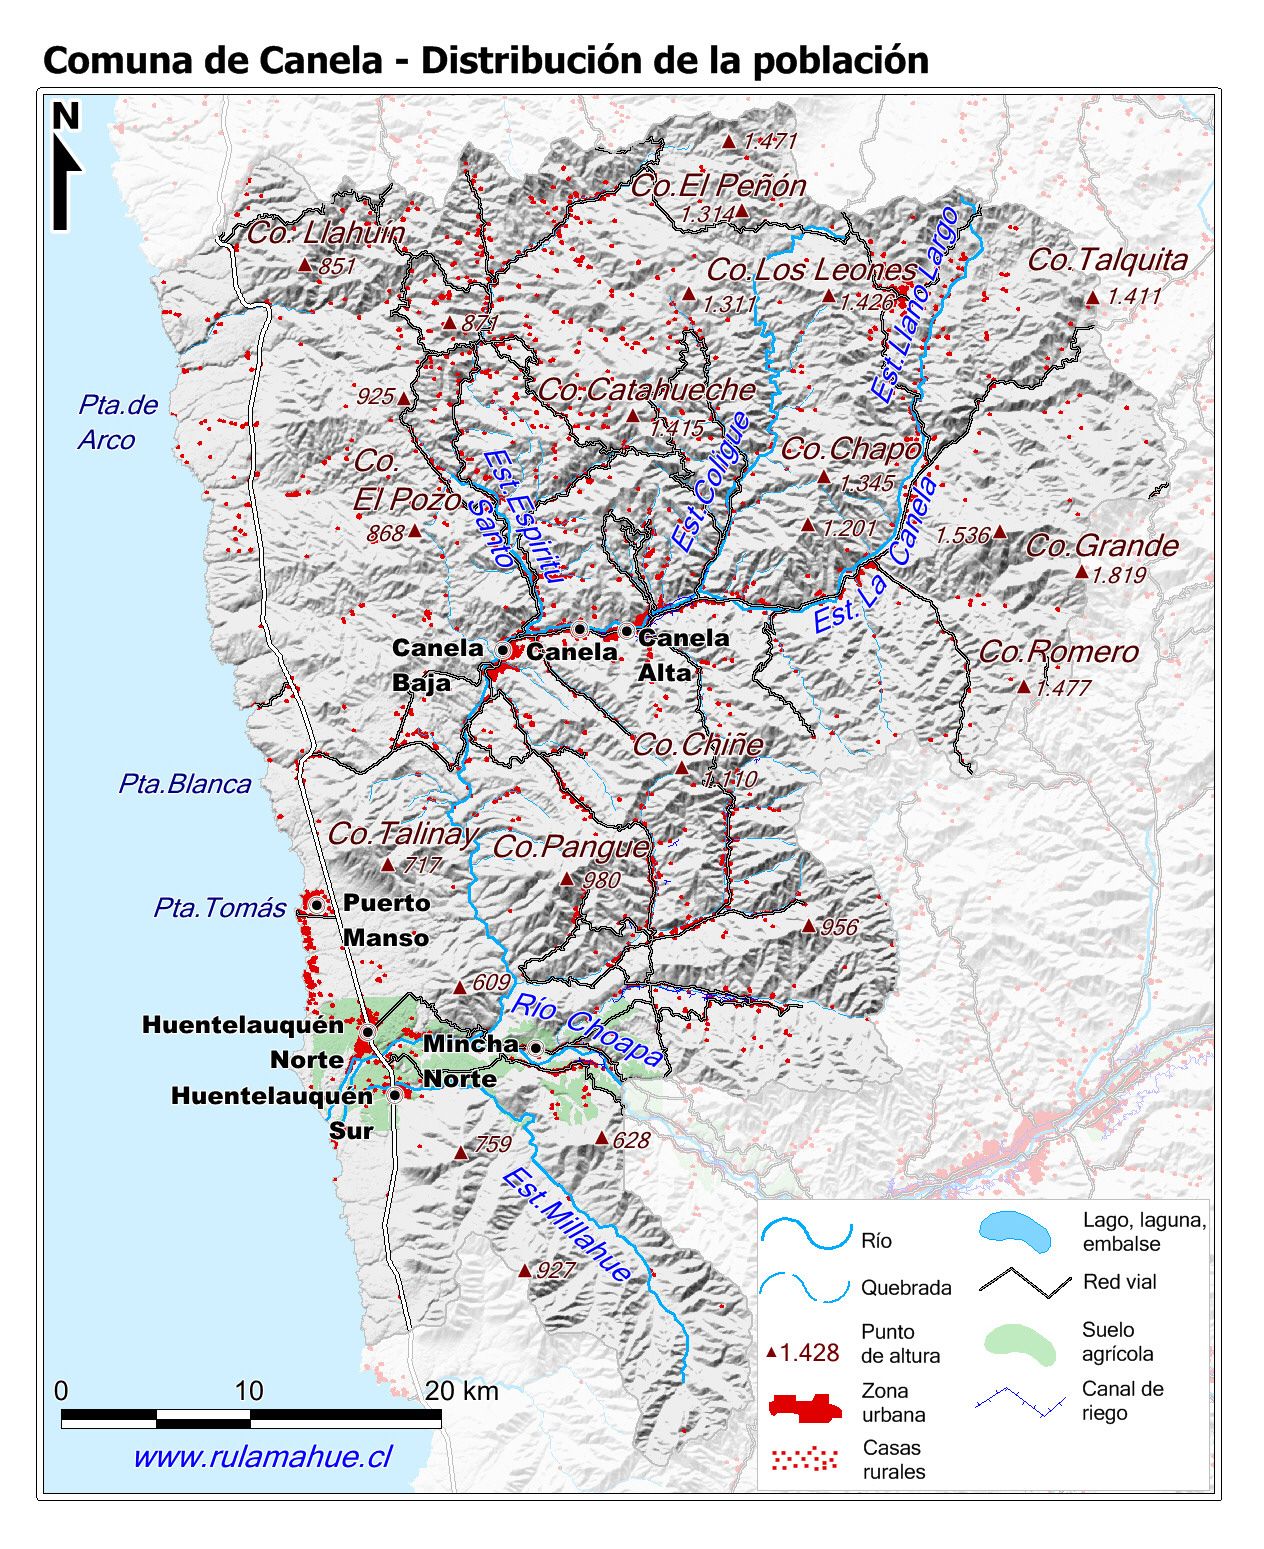 Comuna de Canela - Distribución de la población
N
1.471
Co.El Peñón
1.314
Co. Llahuín
851
Est.Llano Largo
Co.Talquita
1.411
Co.Los Leones
1.311
1.426
871
Pta.de
Arco
925
Co.Catahueche
1.415
Est.Coligue
Co.
El Pozo
868
Est.Espiritu
Santo
Co.Chapo
1.345
1.201
Est.La Canela
1.536
Co.Grande
1.819
Canela
Baja
Canela
Canela
Alta
Co.Romero
1.477
Co.Chiñe
1.110
Pta.Blanca
Co.Talinay
717
Co.Pangue
980
Pta.Tomás
Puerto
Manso
956
609
Río Choapa
Huentelauquén
Norte
Mincha
Norte
Huentelauquén
Sur
759
628
Est.Millahue
927
Río
Lago, laguna,
embalse
Quebrada
Red vial
1.428
Punto
de altura
Suelo
agrícola
Zona
urbana
Canal de
riego
Casas
rurales
0 10 20 km
www.rulamahue.cl